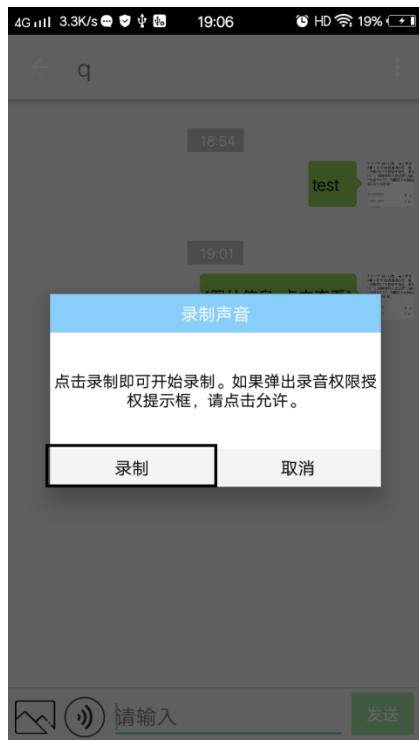 4G 3.3K/s 19:06 HD 19%
q
18:54
test
19:01
录制声音
点击录制即可开始录制。如果弹出录音权限授
权提示框，请点击允许。
录制 取消
请输入 发送